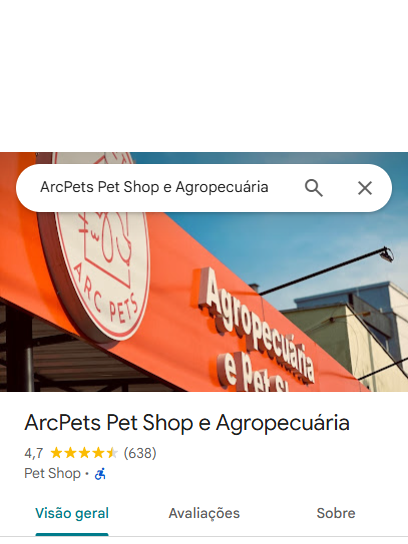 ArcPets Pet Shop e Agropecuária
ARC PETS
Agropecuária
e Pet Sh
ArcPets Pet Shop e Agropecuária
4,7 (638)
Pet Shop ·
Visão geral Avaliações Sobre